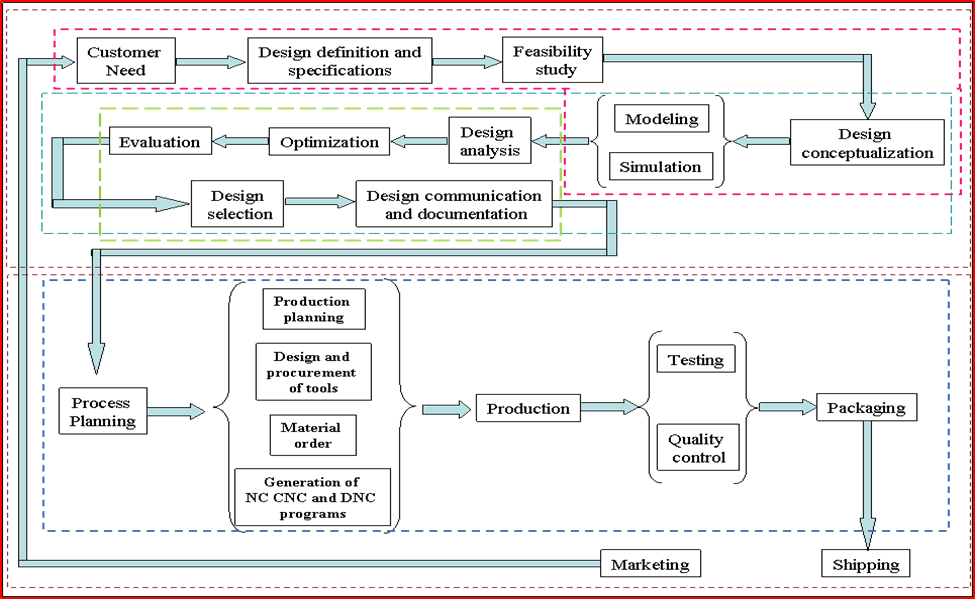 Customer
Need
Design definition and
specifications
Feasibility
study
Modeling
Simulation
Design
conceptualization
Design
analysis
Optimization
Evaluation
Design
selection
Design communication
and documentation
Process
Planning
Production
planning
Design and
procurement
of tools
Material
order
Generation of
NC CNC and DNC
programs
Production
Testing
Quality
control
Packaging
Shipping
Marketing